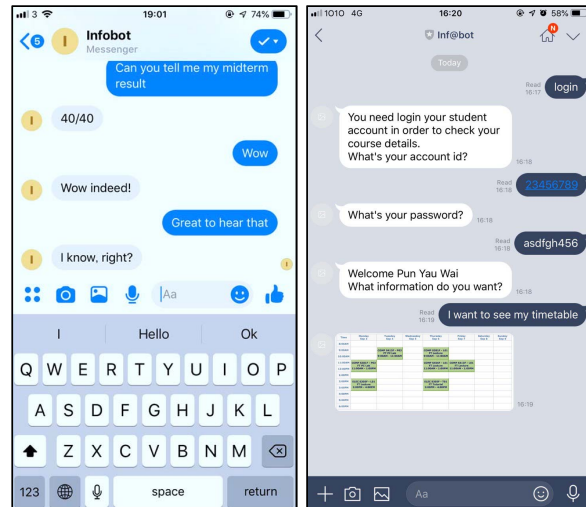 3
19:01
74%
5
I
Infobot
Messenger
Can you tell me my midterm
result
I
40/40
Wow
I
Wow indeed!
Great to hear that
I
I know, right?
I
Aa
I
Hello
Ok
Q W E R T Y U I O P
A S D F G H J K L
Z X C V B N M
123
space
return
1010 4G
16:20
58%
Inf@bot
N
Today
Read
16:17
login
You need login your student
account in order to check your
course details.
What's your account id?
16:18
Read
16:18
23456789
What's your password?
16:18
Read
16:19
asdfgh456
Welcome Pun Yau Wai
What information do you want?
16:18
Read
16:19
I want to see my timetable
16:19
Aa